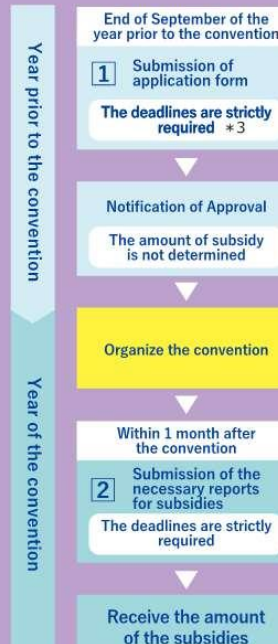 Year prior to the convention
End of September of the
year prior to the convention
1
Submission of
application form
The deadlines are strictly
required *3
Notification of Approval
The amount of subsidy
is not determined
Organize the convention
Year of the convention
Within 1 month after
the convention
2
Submission of the
necessary reports
for subsidies
The deadlines are strictly
required
Receive the amount
of the subsidies